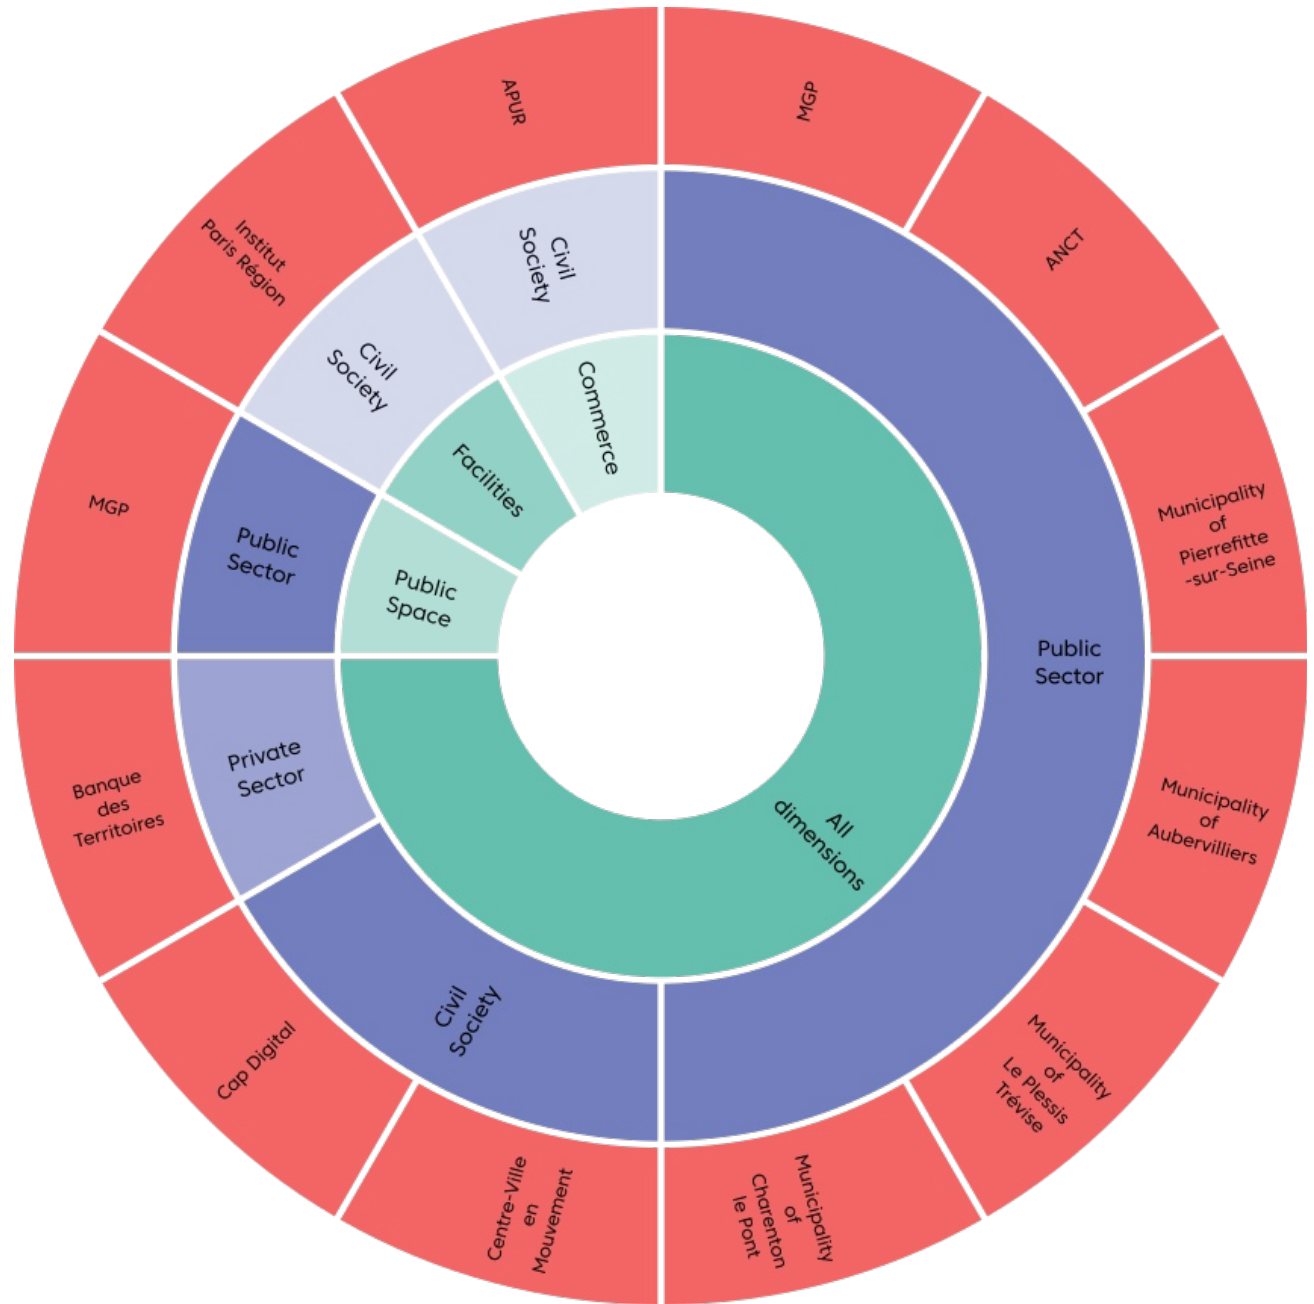 APUR
MGP
ANCT
Municipality
of
Pierrefitte
-sur-Seine
Municipality
of
Aubervilliers
Municipality
of
Le Plessis
Trévise
Municipality
of
Charenton
le Pont
Centre-Ville
en
Mouvement
Cap Digital
Banque
des
Territoires
MGP
Institut
Paris Région
Civil
Society
Public
Sector
Civil
Society
Private
Sector
Public
Sector
Civil
Society
Commerce
All
dimensions
Public
Space
Facilities